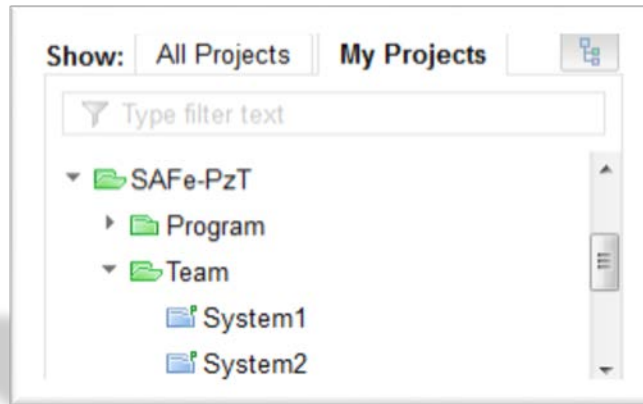 Show: All Projects My Projects
Type filter text
SAFe-PzT
Program
Team
System1
System2